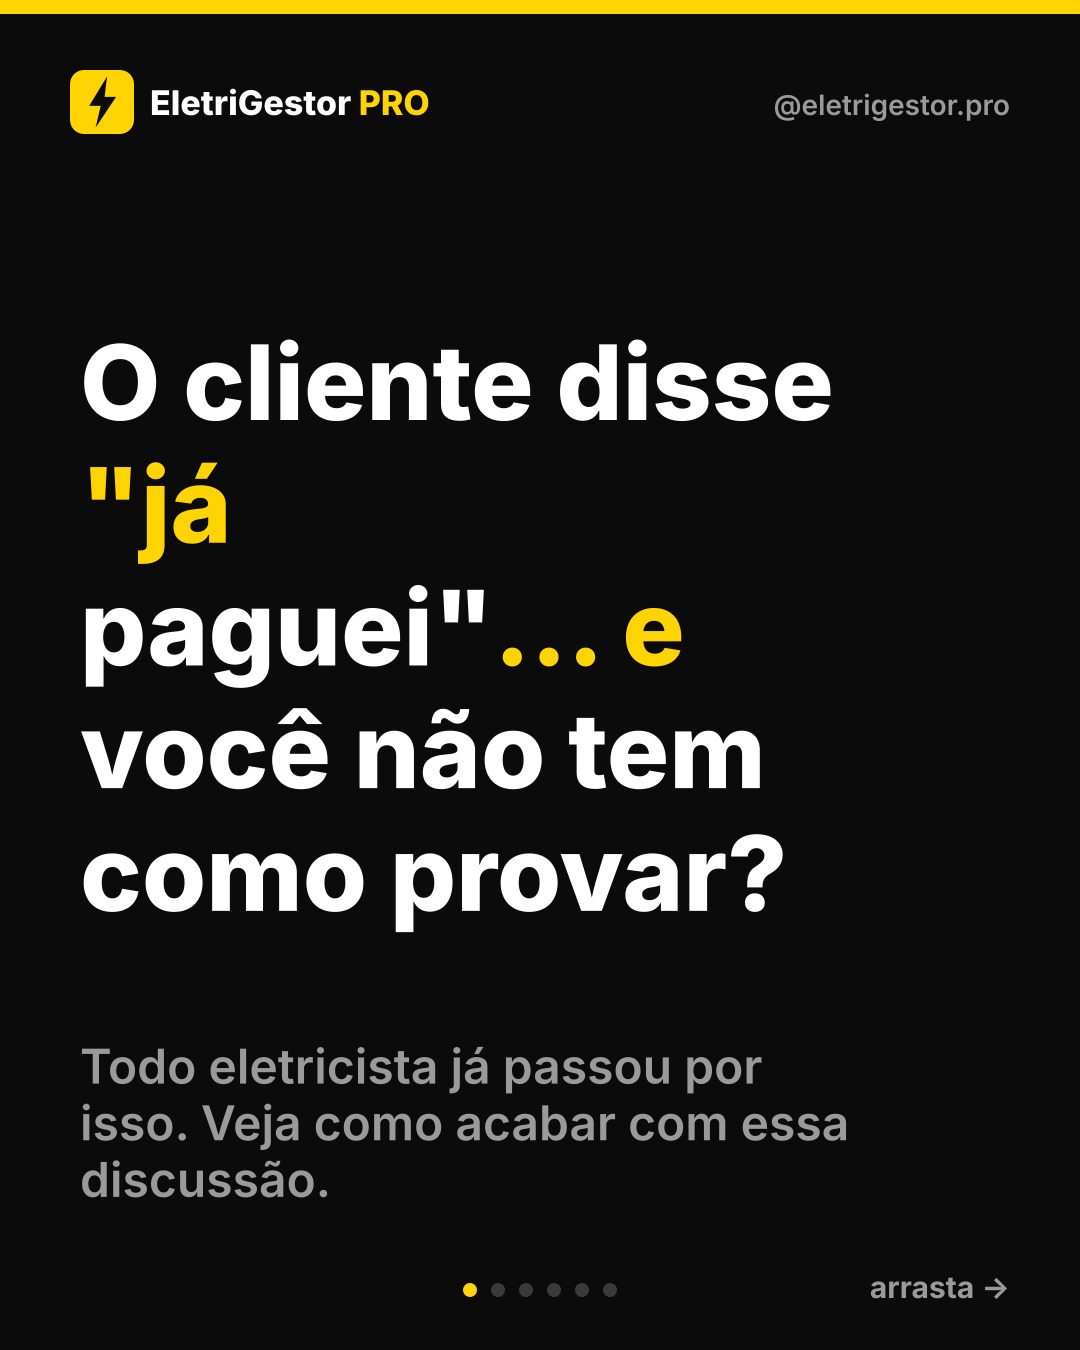 EletriGestor PRO
@eletrigestor.pro
O cliente disse
"já
paguei"... e
você não tem
como provar?
Todo eletricista já passou por
isso. Veja como acabar com essa
discussão.
arrasta →